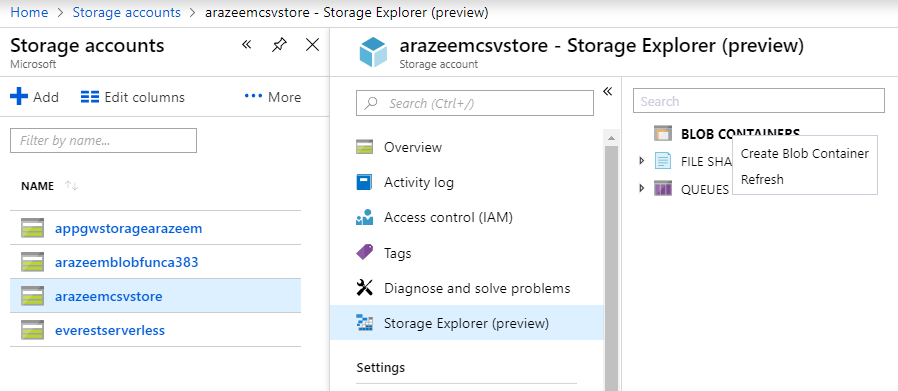 Home > Storage accounts > arazeemcsvstore - Storage Explorer (preview)
Storage accounts
Microsoft
Add Edit columns ··· More
Filter by name...
NAME ↑↓
appgwstoragearazeem
arazeemblobfunca383
arazeemcsvstore
everestserverless
arazeemcsvstore - Storage Explorer (preview)
Storage account
Search (Ctrl+/)
Overview
Activity log
Access control (IAM)
Tags
Diagnose and solve problems
Storage Explorer (preview)
Settings
Search
BLOB CONTAINERS
FILE SHA
QUEUES
Create Blob Container
Refresh